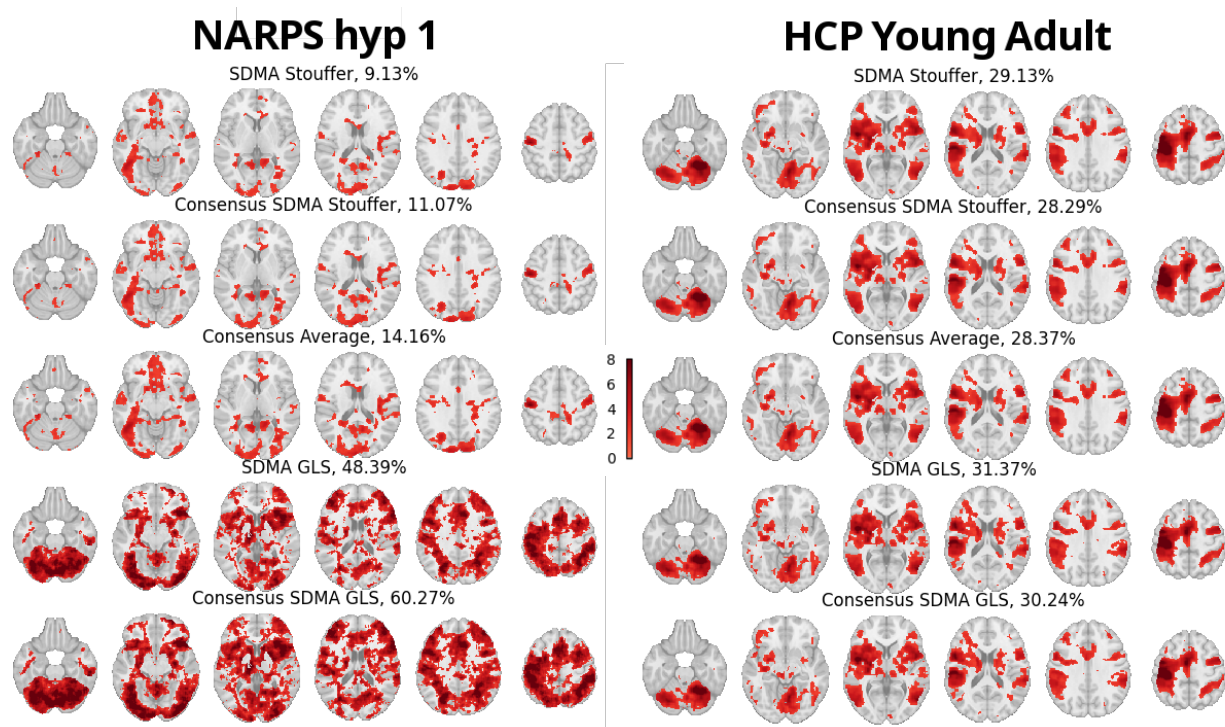 NARPS hyp 1
SDMA Stouffer, 9.13%
Consensus SDMA Stouffer, 11.07%
Consensus Average, 14.16%
SDMA GLS, 48.39%
Consensus SDMA GLS, 60.27%
8
6
4
2
0
HCP Young Adult
SDMA Stouffer, 29.13%
Consensus SDMA Stouffer, 28.29%
Consensus Average, 28.37%
SDMA GLS, 31.37%
Consensus SDMA GLS, 30.24%